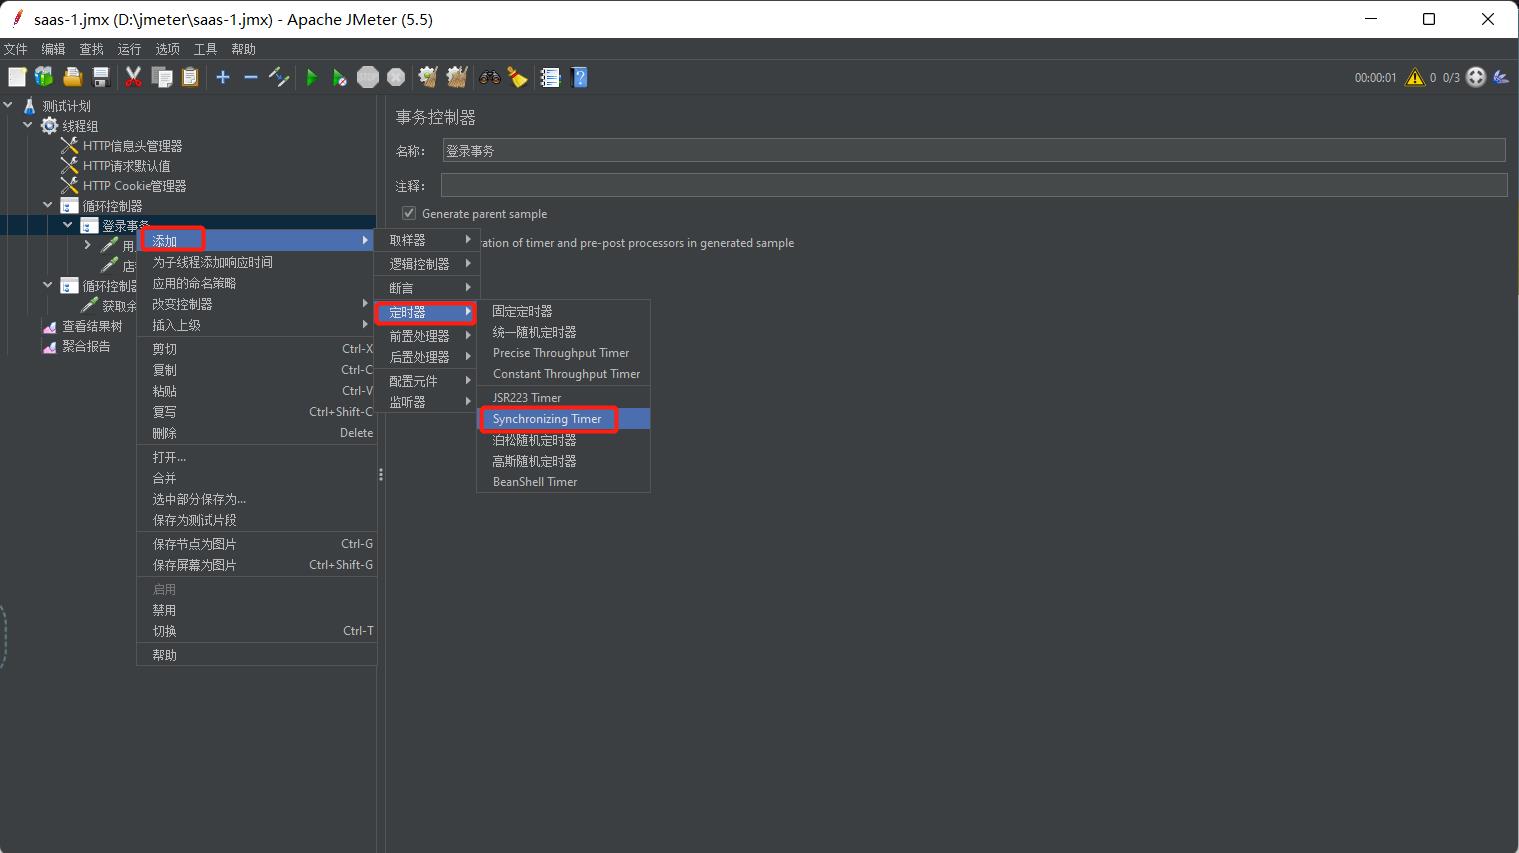 saas-1.jmx (D:\jmeter\saas-1.jmx) - Apache JMeter (5.5)
文件 编辑 查找 运行 选项 工具 帮助
STOP
00:00:01 0 0/3
测试计划
线程组
HTTP信息头管理器
HTTP请求默认值
HTTP Cookie管理器
循环控制器
登录事务
用
店
循环控制器
获取余
查看结果树
聚合报告
事务控制器
名称： 登录事务
注释：
Generate parent sample
ration of timer and pre-post processors in generated sample
添加
为子线程添加响应时间
应用的命名策略
改变控制器
插入上级
剪切 Ctrl-X
复制 Ctrl-C
粘贴 Ctrl-V
复写 Ctrl+Shift-C
删除 Delete
打开...
合并
选中部分保存为...
保存为测试片段
保存节点为图片 Ctrl-G
保存屏幕为图片 Ctrl+Shift-G
启用
禁用
切换 Ctrl-T
帮助
取样器
逻辑控制器
断言
定时器
前置处理器
后置处理器
配置元件
监听器
固定定时器
统一随机定时器
Precise Throughput Timer
Constant Throughput Timer
JSR223 Timer
Synchronizing Timer
泊松随机定时器
高斯随机定时器
BeanShell Timer